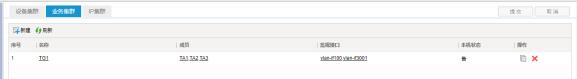 设备集群 业务集群 IP集群 提交 取消
新建 刷新
序号 名称 成员 监视接口 本机状态 操作
1 TG1 TA1,TA2,TA3 vlan-if100,vlan-if3001 备